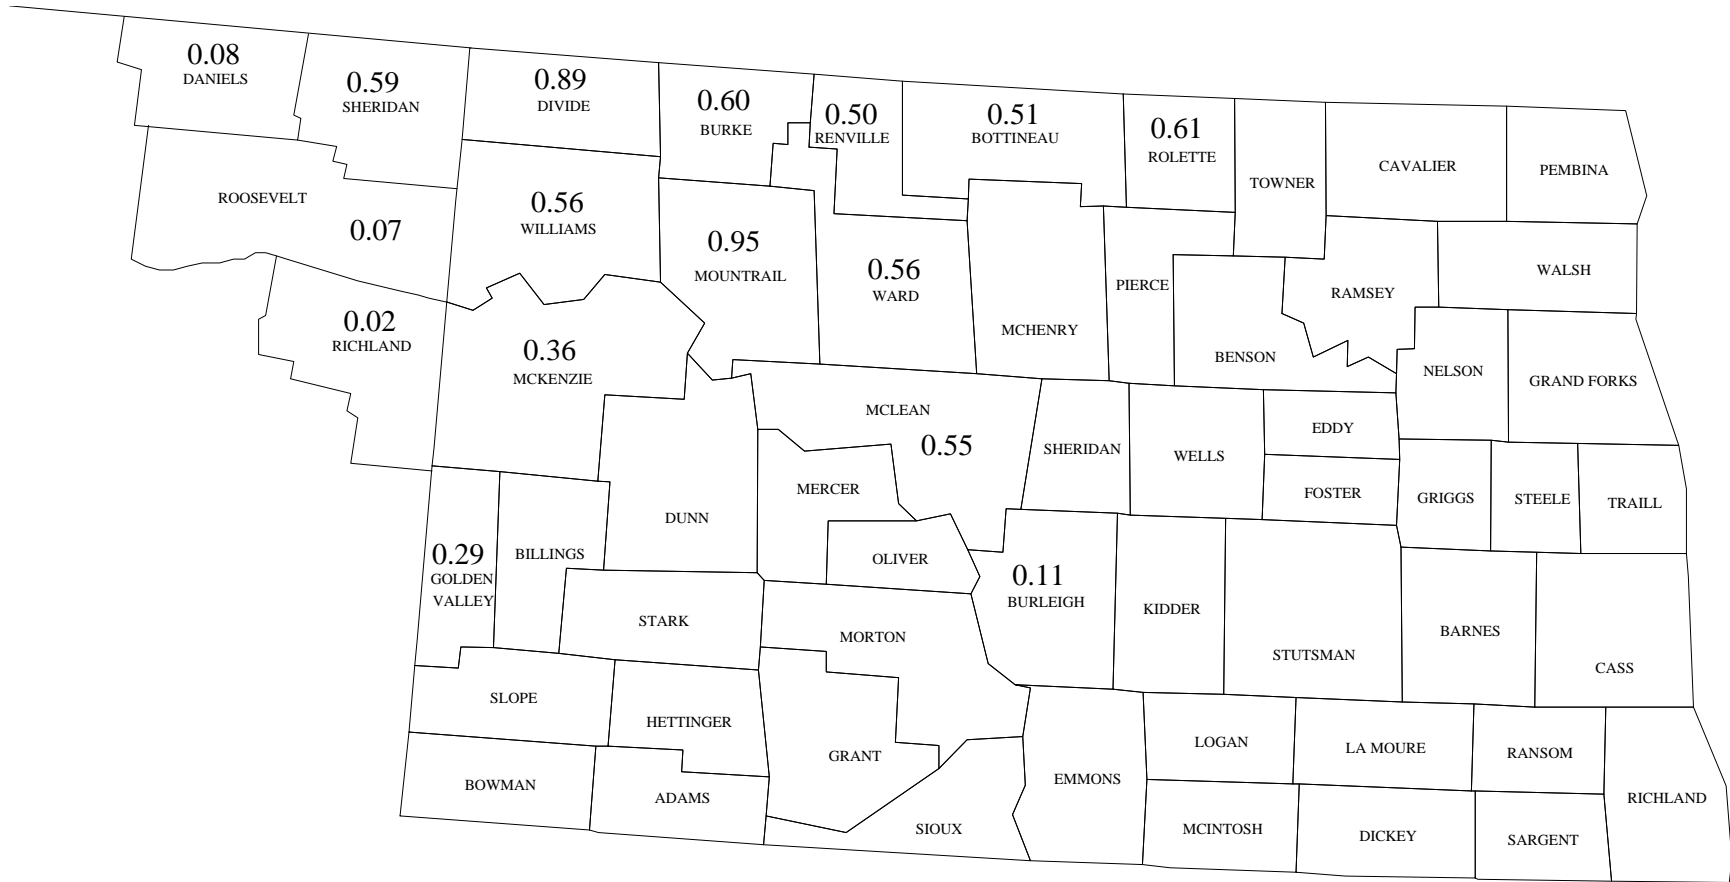 0.08
DANIELS
0.59
SHERIDAN
0.89
DIVIDE
0.60
BURKE
0.50
RENVILLE
0.51
BOTTINEAU
0.61
ROLETTE
TOWNER
CAVALIER
PEMBINA
ROOSEVELT
0.07
0.56
WILLIAMS
0.95
MOUNTRAIL
0.56
WARD
MCHENRY
PIERCE
BENSON
RAMSEY
WALSH
0.02
RICHLAND
0.36
MCKENZIE
NELSON
GRAND FORKS
MCLEAN
0.55
SHERIDAN
WELLS
EDDY
FOSTER
GRIGGS
STEELE
TRAILL
DUNN
MERCER
OLIVER
0.29
GOLDEN
VALLEY
BILLINGS
0.11
BURLEIGH
KIDDER
STUTSMAN
BARNES
CASS
STARK
MORTON
SLOPE
HETTINGER
GRANT
BOWMAN
ADAMS
SIOUX
EMMONS
LOGAN
LA MOURE
RANSOM
RICHLAND
MCINTOSH
DICKEY
SARGENT